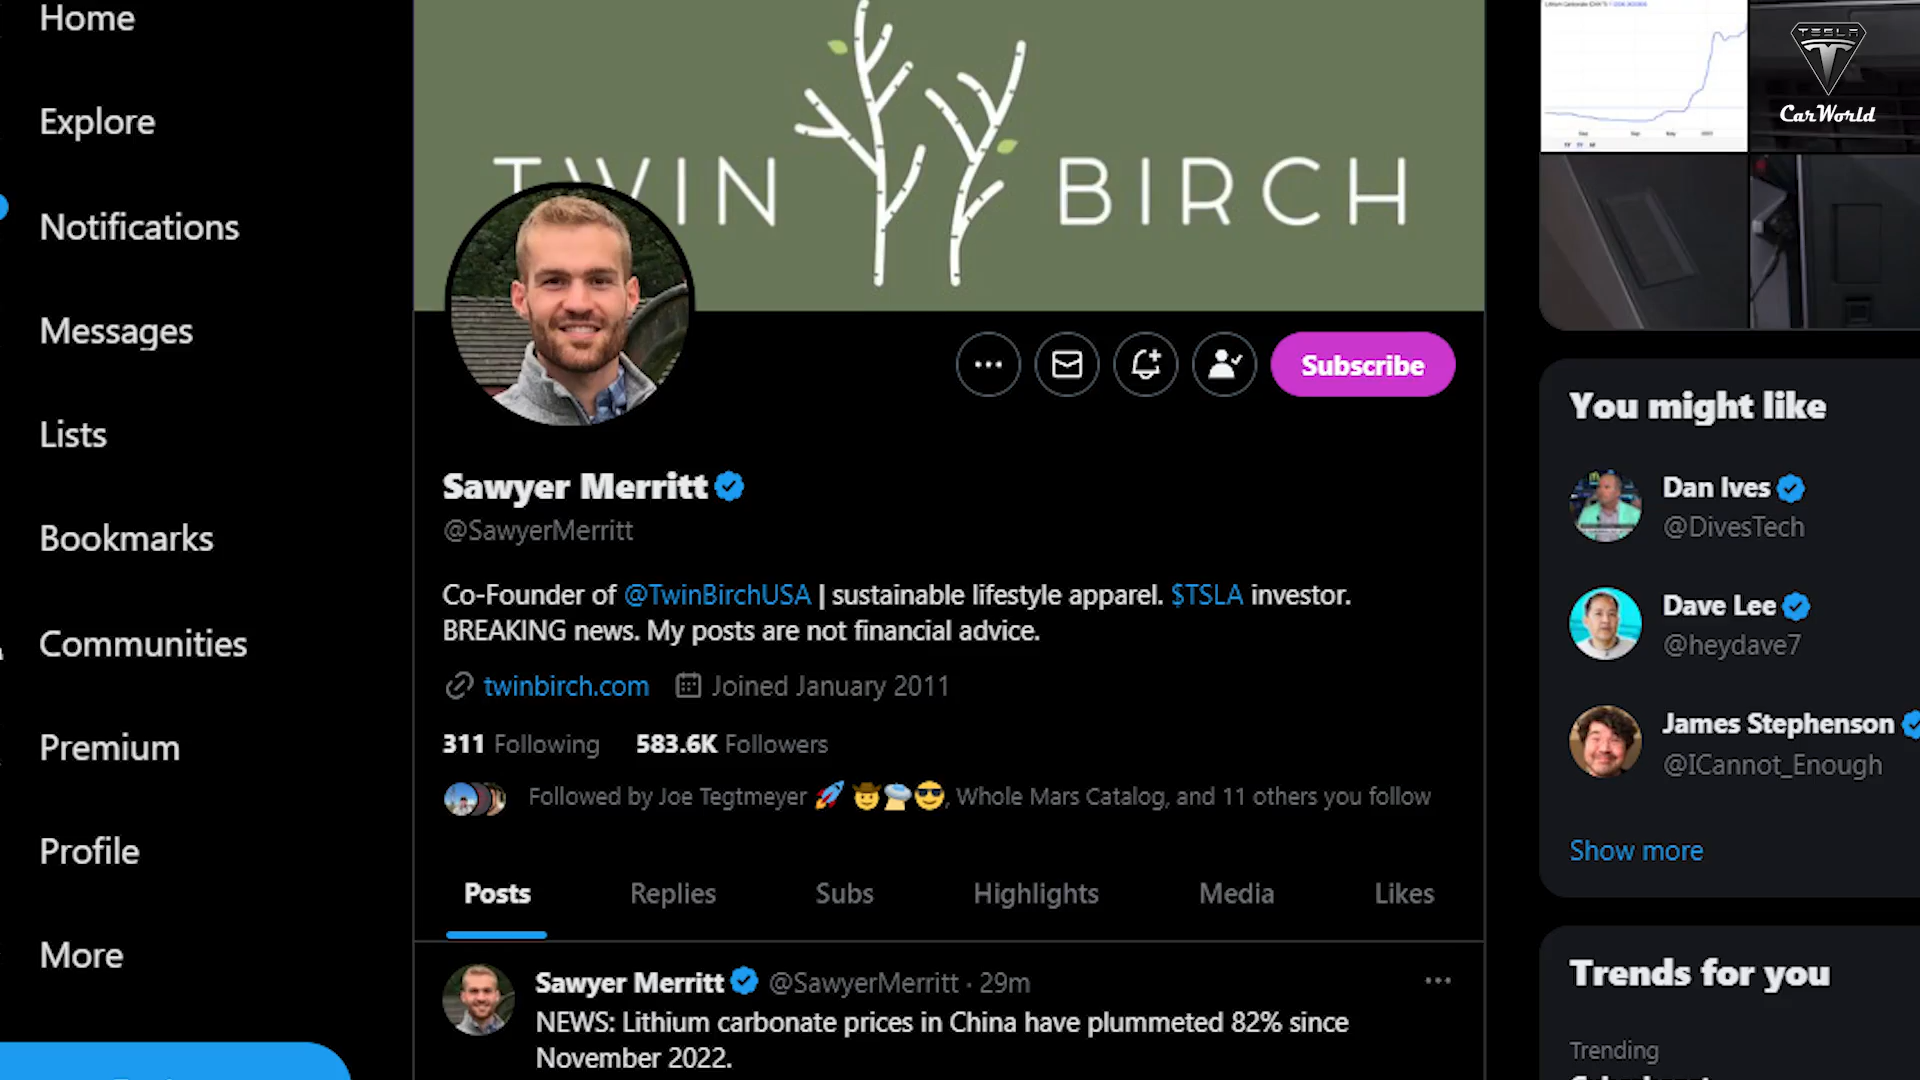 Home
Explore
Notifications
Messages
Lists
Bookmarks
Communities
Premium
Profile
More
TWIN BIRCH
Subscribe
Sawyer Merritt
@SawyerMerritt
Co-Founder of @TwinBirchUSA | sustainable lifestyle apparel. $TSLA investor.
BREAKING news. My posts are not financial advice.
twinbirch.com Joined January 2011
311 Following 583.6K Followers
Followed by Joe Tegtmeyer 🚀 🤠🛸😎, Whole Mars Catalog, and 11 others you follow
Posts Replies Subs Highlights Media Likes
Sawyer Merritt @SawyerMerritt · 29m
NEWS: Lithium carbonate prices in China have plummeted 82% since
November 2022.
TESLA
CarWorld
You might like
Dan Ives
@DivesTech
Dave Lee
@heydave7
James Stephenson
@ICannot_Enough
Show more
Trends for you
Trending